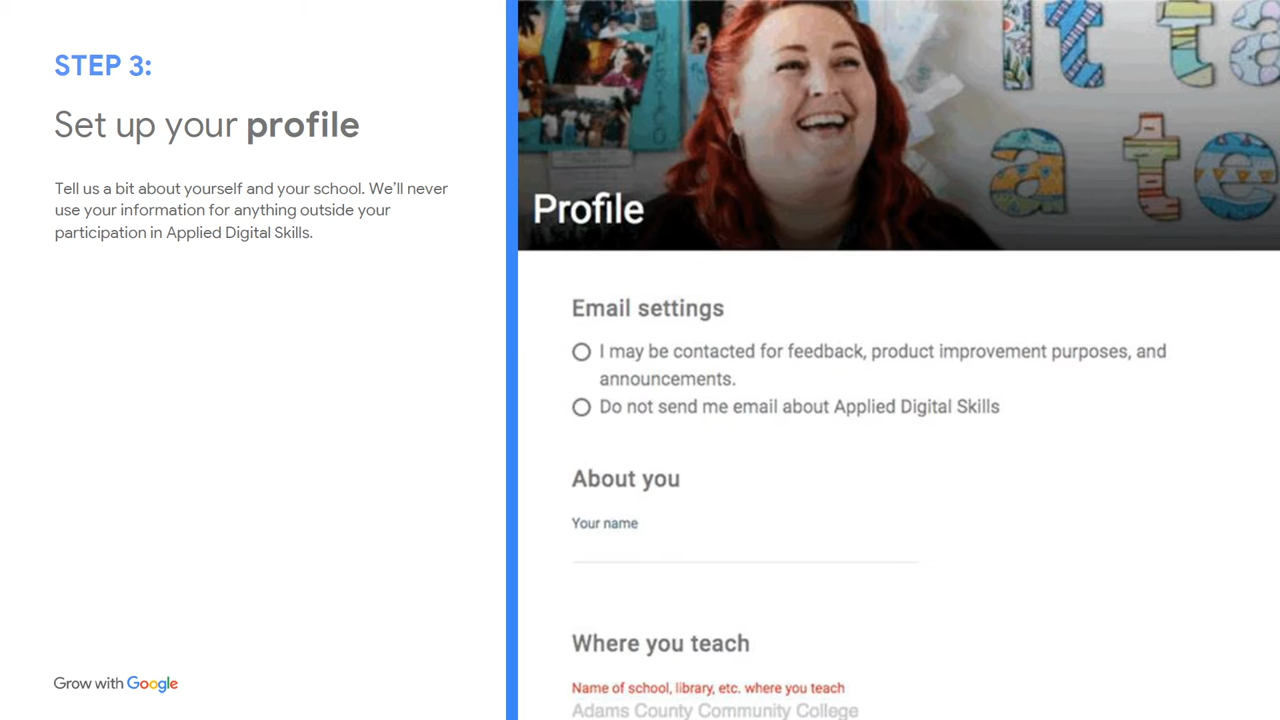 STEP 3:
Set up your profile
Tell us a bit about yourself and your school. We'll never
use your information for anything outside your
participation in Applied Digital Skills.
Grow with Google
It ta
a te
Profile
Email settings
I may be contacted for feedback, product improvement purposes, and
announcements.
Do not send me email about Applied Digital Skills
About you
Your name
Where you teach
Name of school, library, etc. where you teach
Adams County Community College